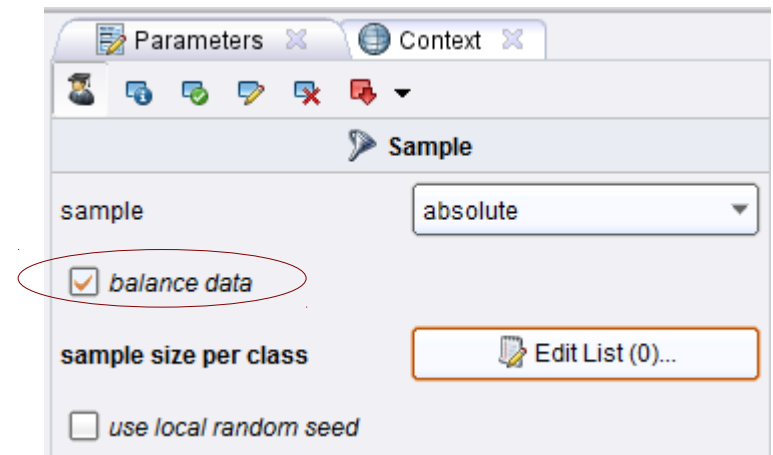 Parameters Context
Sample
sample absolute
balance data
sample size per class Edit List (0)...
use local random seed